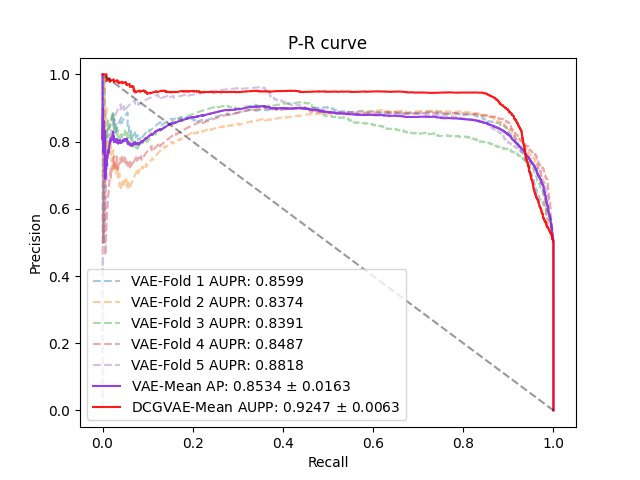 P-R curve
1.0
0.8
0.6
0.4
0.2
0.0
Precision
VAE-Fold 1 AUPR: 0.8599
VAE-Fold 2 AUPR: 0.8374
VAE-Fold 3 AUPR: 0.8391
VAE-Fold 4 AUPR: 0.8487
VAE-Fold 5 AUPR: 0.8818
VAE-Mean AP: 0.8534 ± 0.0163
DCGVAE-Mean AUPP: 0.9247 ± 0.0063
0.0 0.2 0.4 0.6 0.8 1.0
Recall